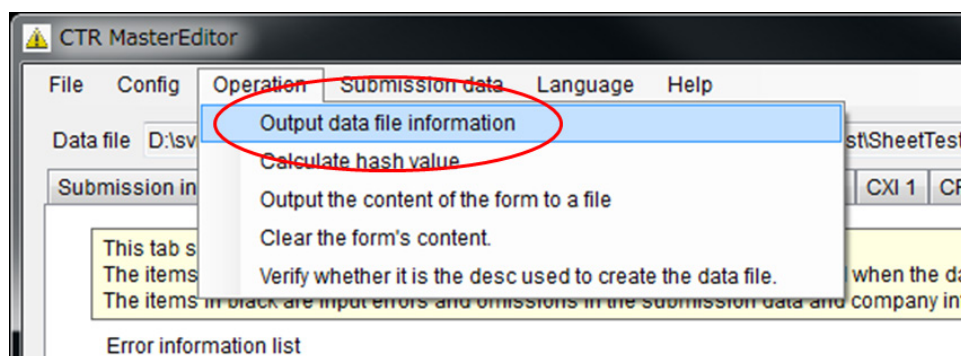 CTR MasterEditor
File Config Operation Submission data Language Help
Output data file information
Data file D:\sv st\SheetTest
Calculate hash value
Submission in CXI 1
Output the content of the form to a file
Clear the form's content.
This tab s
Verify whether it is the desc used to create the data file.
The items when the da
The items in black are input errors and omissions in the submission data and company in
Error information list